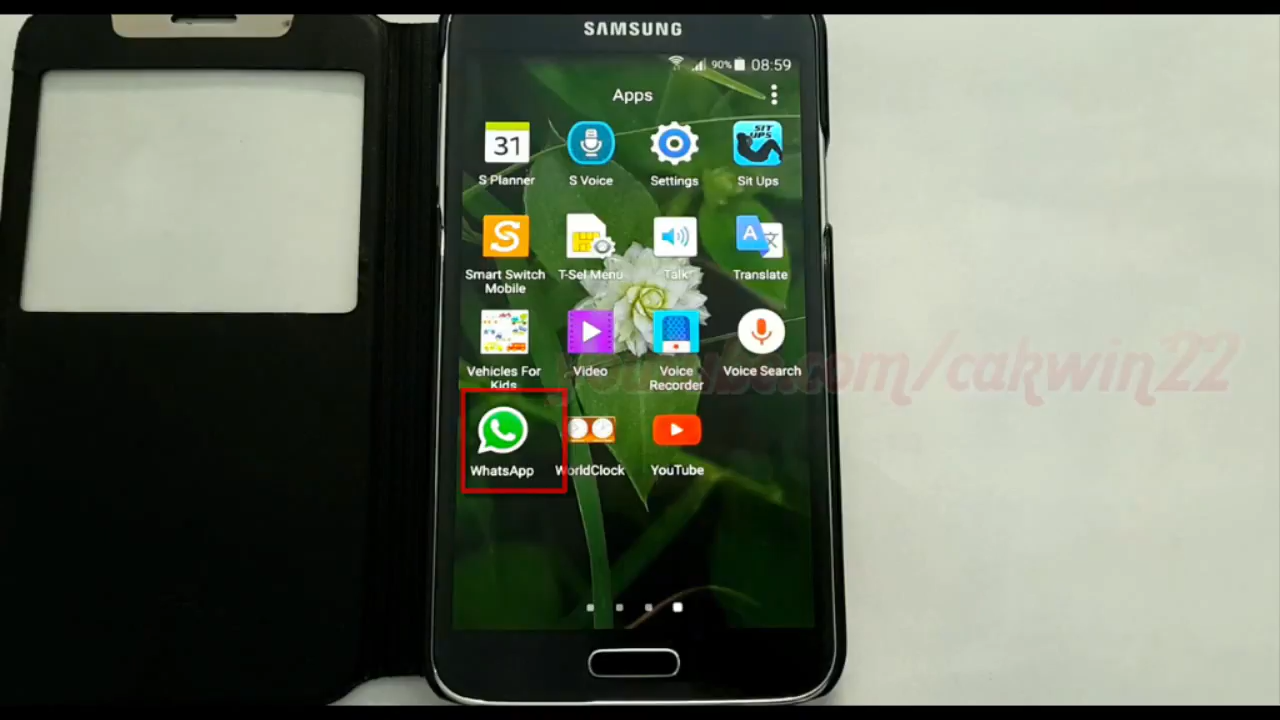 SAMSUNG
90% 08:59
Apps
31
SIT UPS
S Planner
S Voice
Settings
Sit Ups
S
A 文
Smart Switch Mobile
T-Sel Menu
Talk
Translate
Vehicles For Kids
Video
Voice Recorder
Voice Search
youtube.com/cakwin22
WhatsApp
WorldClock
YouTube